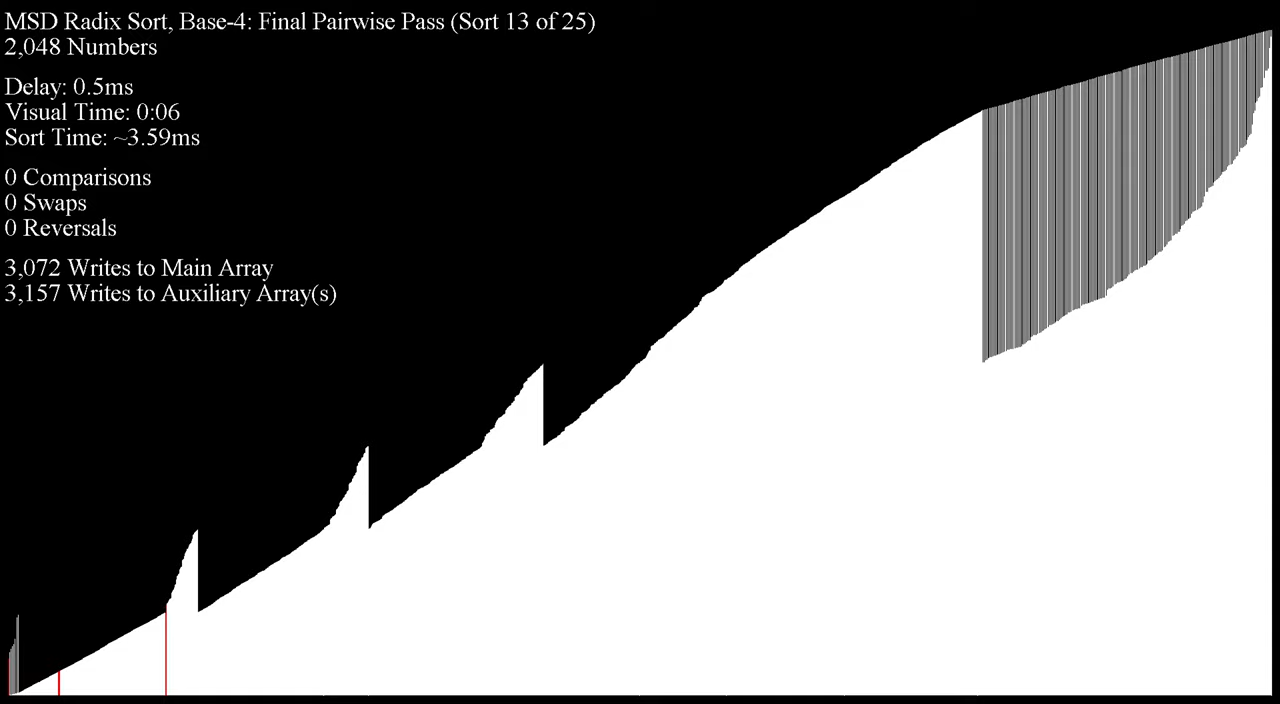 MSD Radix Sort, Base-4: Final Pairwise Pass (Sort 13 of 25)
2,048 Numbers
Delay: 0.5ms
Visual Time: 0:06
Sort Time: ~3.59ms
0 Comparisons
0 Swaps
0 Reversals
3,072 Writes to Main Array
3,157 Writes to Auxiliary Array(s)